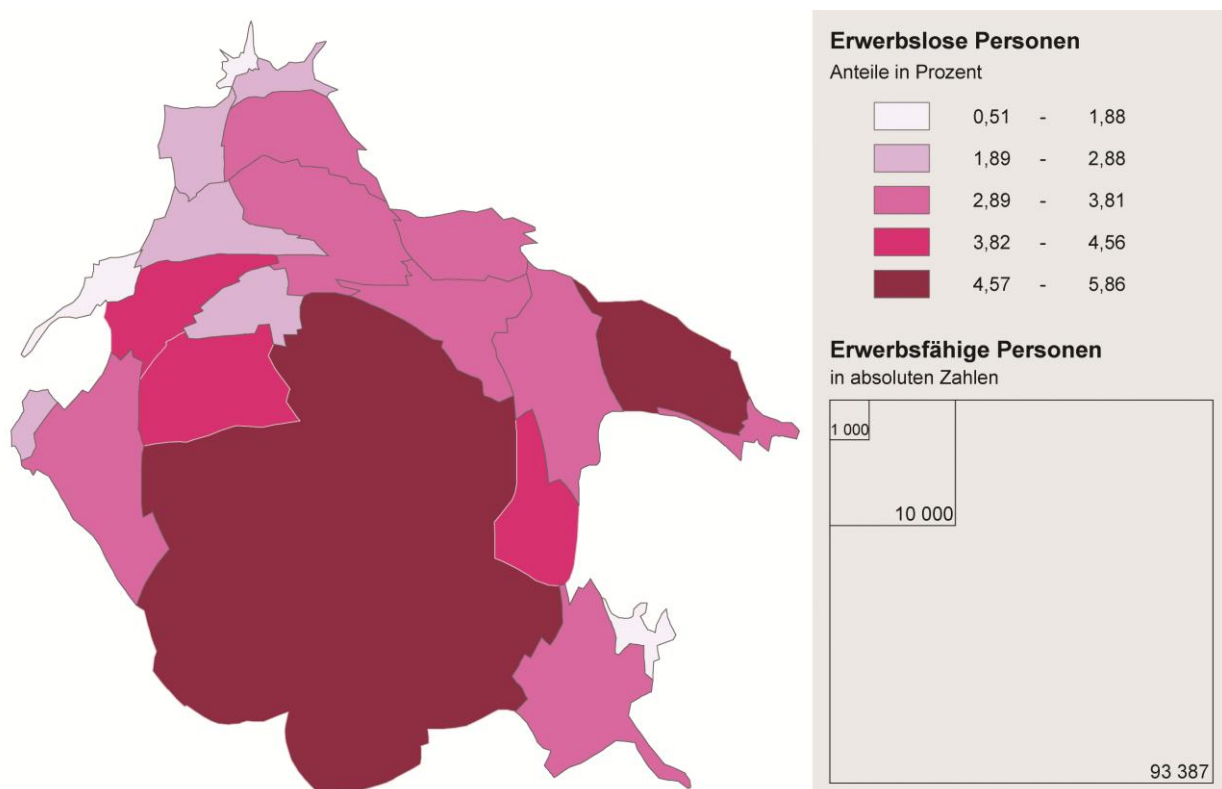 Erwerbslose Personen
Anteile in Prozent
0,51 - 1,88
1,89 - 2,88
2,89 - 3,81
3,82 - 4,56
4,57 - 5,86
Erwerbsfähige Personen
in absoluten Zahlen
1 000
10 000
93 387